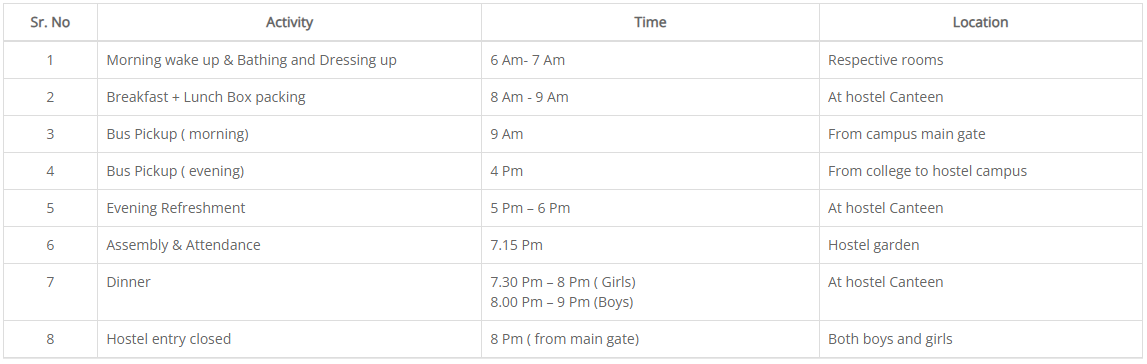 Sr. No Activity Time Location
1 Morning wake up & Bathing and Dressing up 6 Am- 7 Am Respective rooms
2 Breakfast + Lunch Box packing 8 Am - 9 Am At hostel Canteen
3 Bus Pickup ( morning) 9 Am From campus main gate
4 Bus Pickup ( evening) 4 Pm From college to hostel campus
5 Evening Refreshment 5 Pm – 6 Pm At hostel Canteen
6 Assembly & Attendance 7.15 Pm Hostel garden
7 Dinner 7.30 Pm – 8 Pm ( Girls) At hostel Canteen
8.00 Pm – 9 Pm (Boys)
8 Hostel entry closed 8 Pm ( from main gate) Both boys and girls